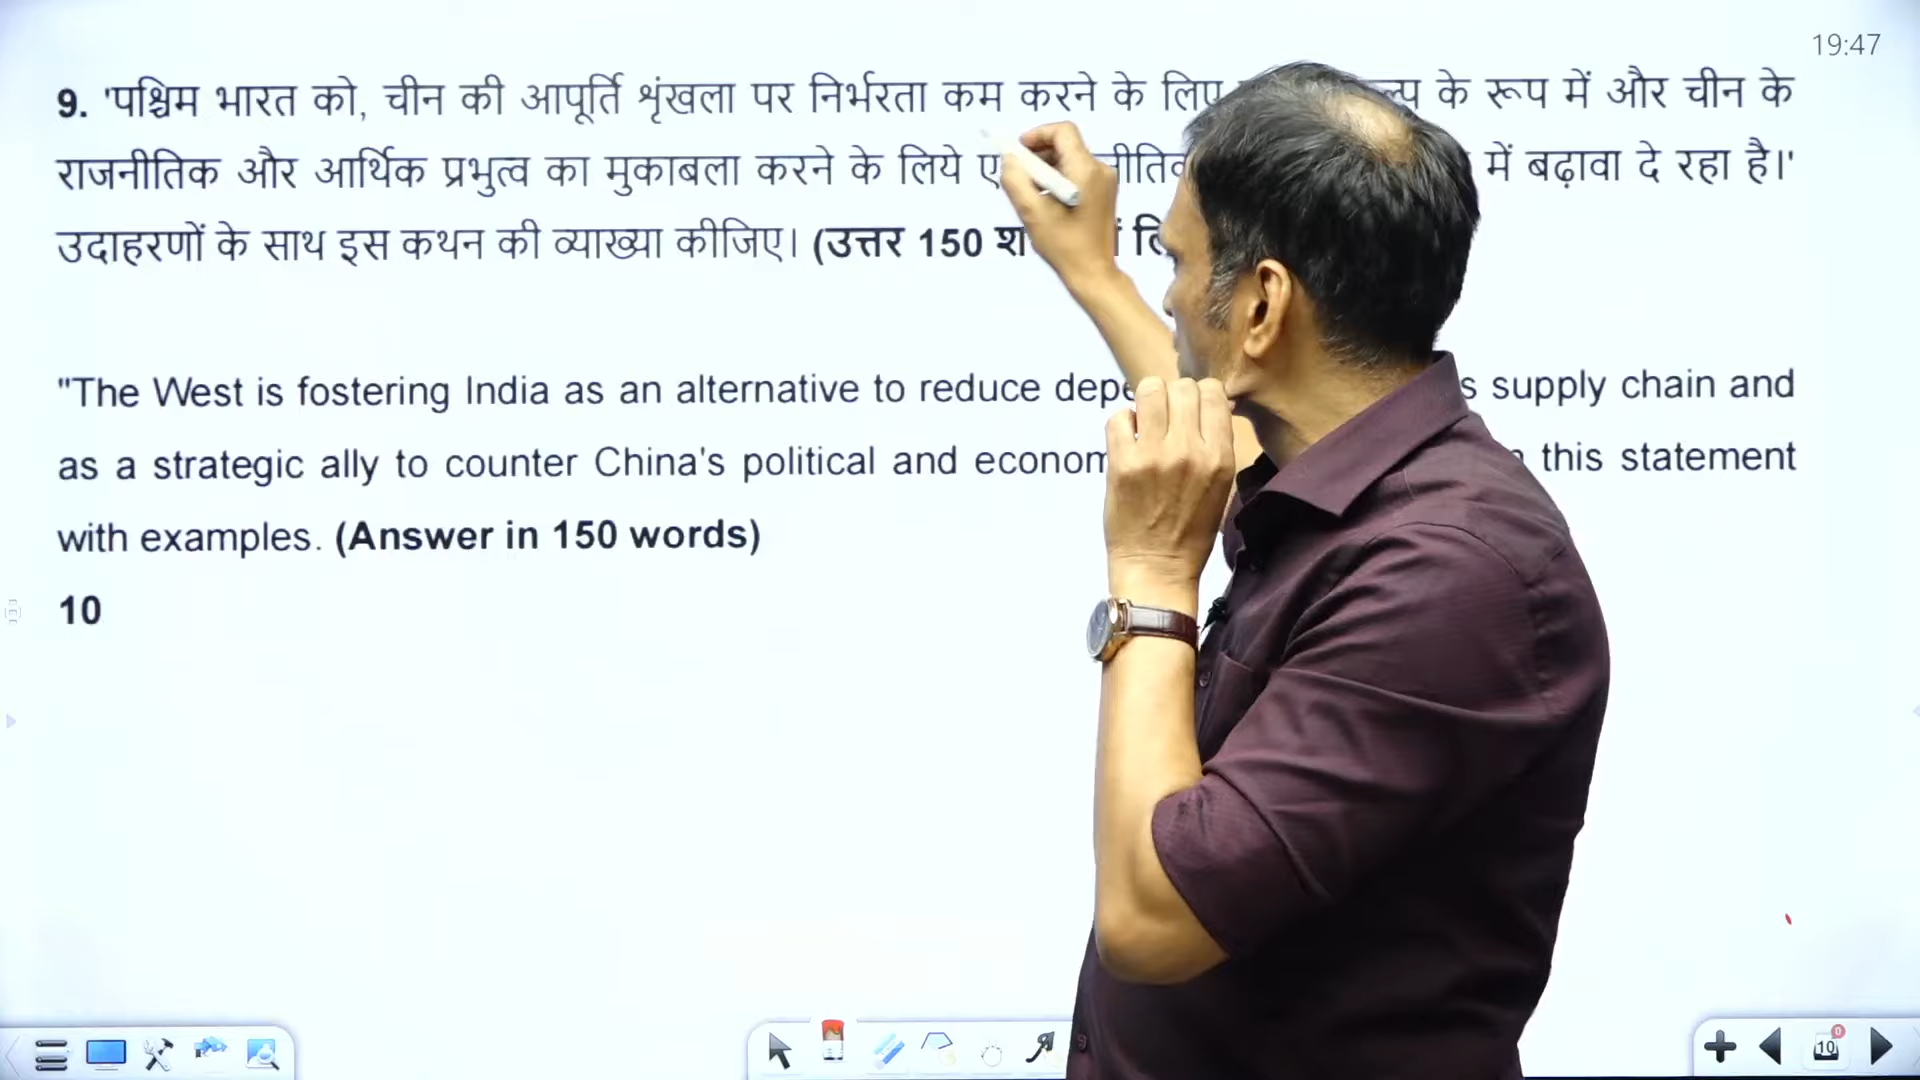 19:47
9. 'पश्चिम भारत को, चीन की आपूर्ति शृंखला पर निर्भरता कम करने के लिए के रूप में और चीन के
राजनीतिक और आर्थिक प्रभुत्व का मुकाबला करने के लिये में बढ़ावा दे रहा है।'
उदाहरणों के साथ इस कथन की व्याख्या कीजिए। (उत्तर 150
"The West is fostering India as an alternative to reduce supply chain and
as a strategic ally to counter China's political and this statement
with examples. (Answer in 150 words)
10
0
10